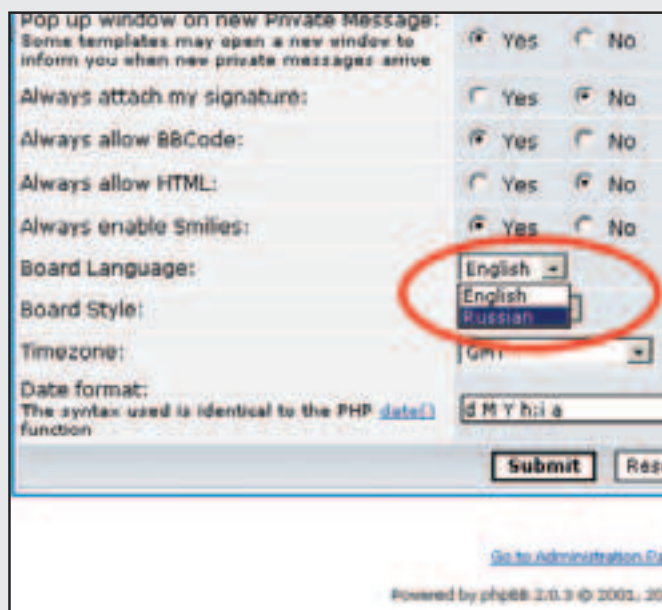 Pop up window on new Private Message:
Some templates may open a new window to
inform you when new private messages arrive
Yes No
Always attach my signature: Yes No
Always allow BBCode: Yes No
Always allow HTML: Yes No
Always enable Smilies: Yes No
Board Language: English
English
Russian
Board Style:
Timezone: GMT
Date format:
The syntax used is identical to the PHP date()
function
d M Y h:i a
Submit Res
Go to Administration Pa
Powered by phpBB 2.0.3 © 2001, 20